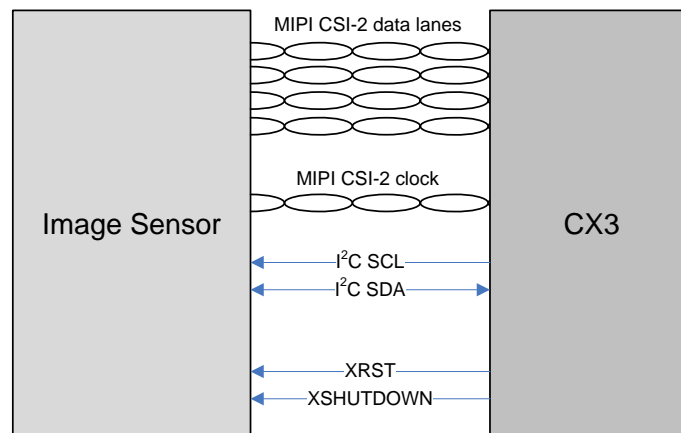 MIPI CSI-2 data lanes
MIPI CSI-2 clock
Image Sensor
CX3
I²C SCL
I²C SDA
XRST
XSHUTDOWN